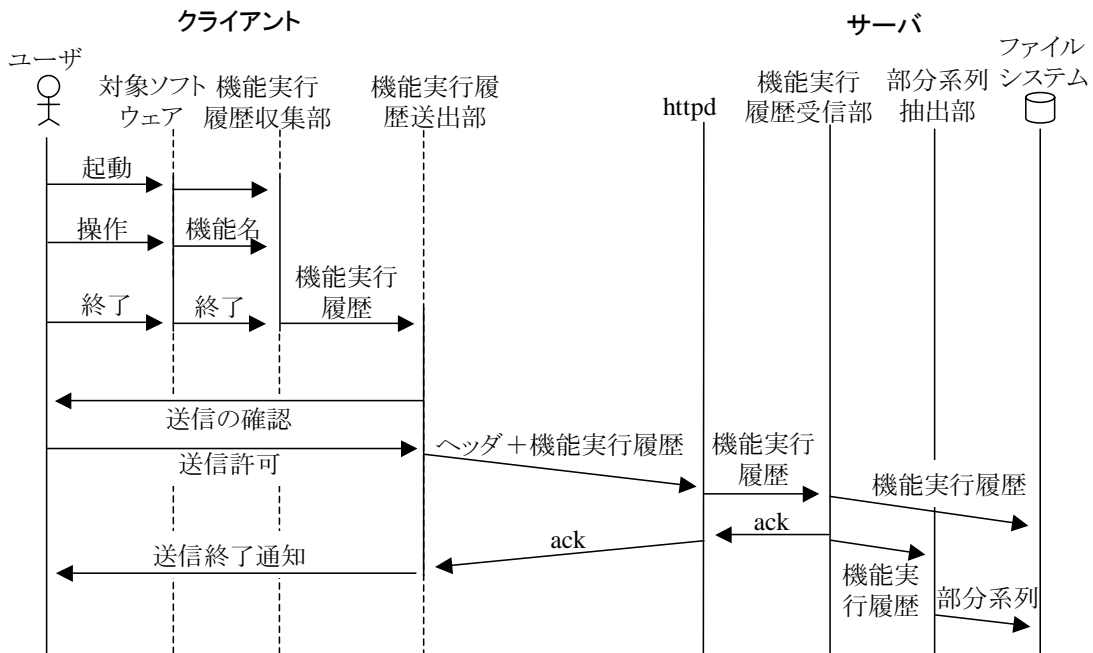 クライアント
サーバ
ユーザ
対象ソフト
ウェア
機能実行
履歴収集部
機能実行履
歴送出部
httpd
機能実行
履歴受信部
部分系列
抽出部
ファイル
システム
起動
操作
機能名
終了
終了
機能実行
履歴
送信の確認
送信許可
ヘッダ+機能実行履歴
機能実行
履歴
機能実行履歴
ack
ack
送信終了通知
機能実
行履歴
部分系列